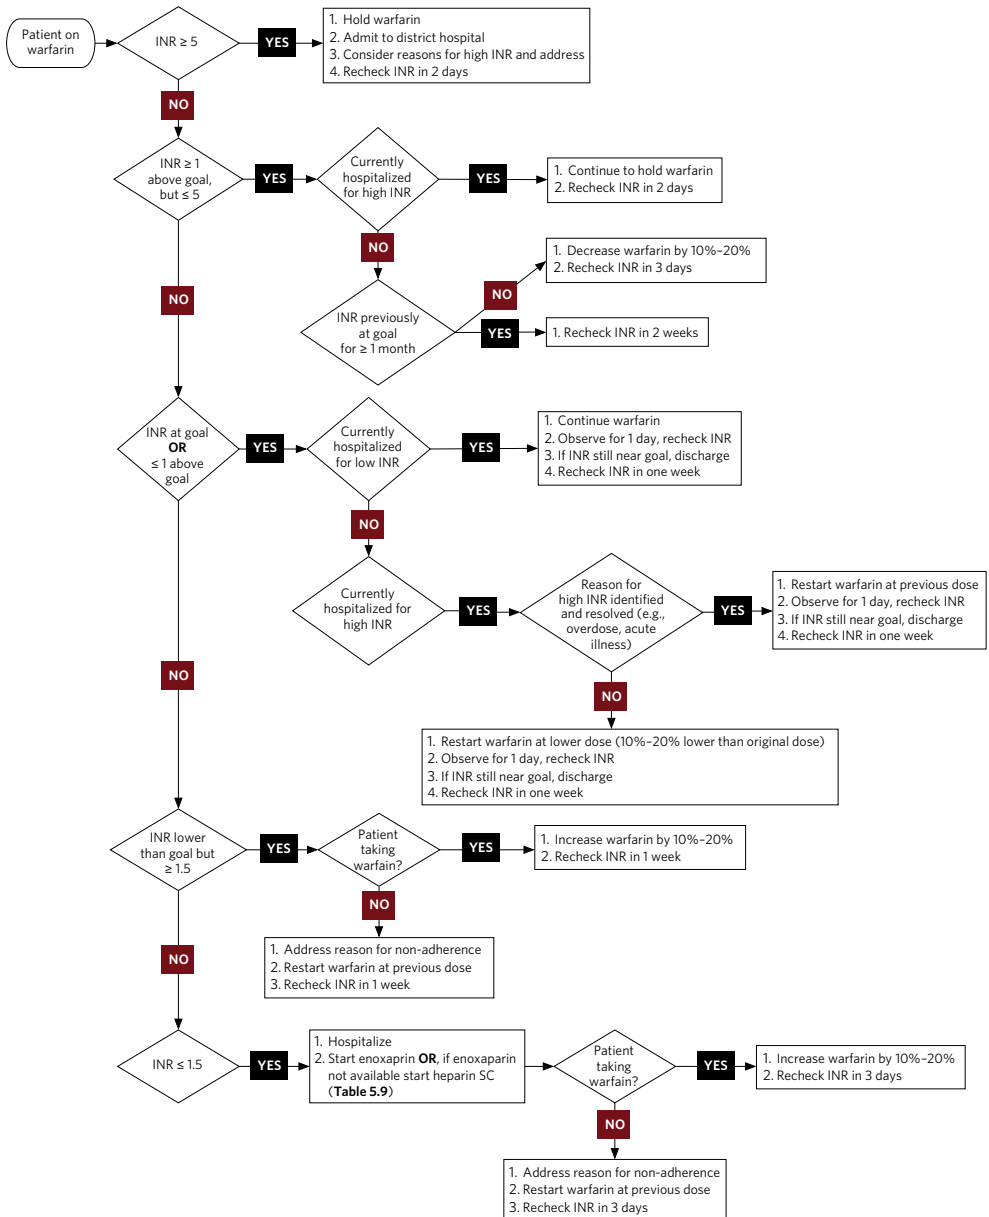 Patient on
warfarin
INR ≥ 5
YES
1. Hold warfarin
2. Admit to district hospital
3. Consider reasons for high INR and address
4. Recheck INR in 2 days
NO
INR ≥ 1
above goal,
but ≤ 5
YES
Currently
hospitalized
for high INR
YES
1. Continue to hold warfarin
2. Recheck INR in 2 days
NO
1. Decrease warfarin by 10%–20%
2. Recheck INR in 3 days
NO
NO
INR previously
at goal
for ≥ 1 month
YES
1. Recheck INR in 2 weeks
INR at goal
OR
≤ 1 above
goal
YES
Currently
hospitalized
for low INR
YES
1. Continue warfarin
2. Observe for 1 day, recheck INR
3. If INR still near goal, discharge
4. Recheck INR in one week
NO
Currently
hospitalized for
high INR
YES
Reason for
high INR identified
and resolved (e.g.,
overdose, acute
illness)
YES
1. Restart warfarin at previous dose
2. Observe for 1 day, recheck INR
3. If INR still near goal, discharge
4. Recheck INR in one week
NO
NO
1. Restart warfarin at lower dose (10%–20% lower than original dose)
2. Observe for 1 day, recheck INR
3. If INR still near goal, discharge
4. Recheck INR in one week
INR lower
than goal but
≥ 1.5
YES
Patient
taking
warfain?
YES
1. Increase warfarin by 10%–20%
2. Recheck INR in 1 week
NO
1. Address reason for non-adherence
2. Restart warfarin at previous dose
3. Recheck INR in 1 week
NO
INR ≤ 1.5
YES
1. Hospitalize
2. Start enoxaprin OR, if enoxaparin
not available start heparin SC
(Table 5.9)
Patient
taking
warfain?
YES
1. Increase warfarin by 10%–20%
2. Recheck INR in 3 days
NO
1. Address reason for non-adherence
2. Restart warfarin at previous dose
3. Recheck INR in 3 days